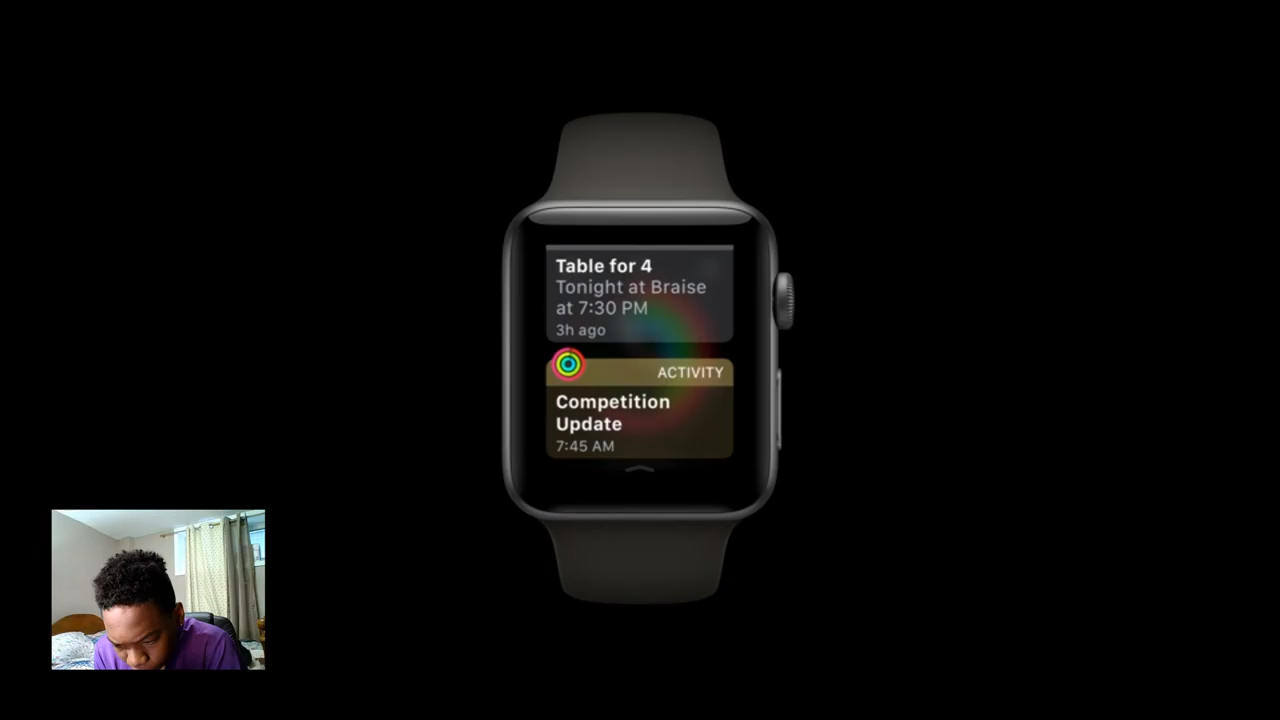 Table for 4
Tonight at Braise
at 7:30 PM
3h ago
ACTIVITY
Competition
Update
7:45 AM